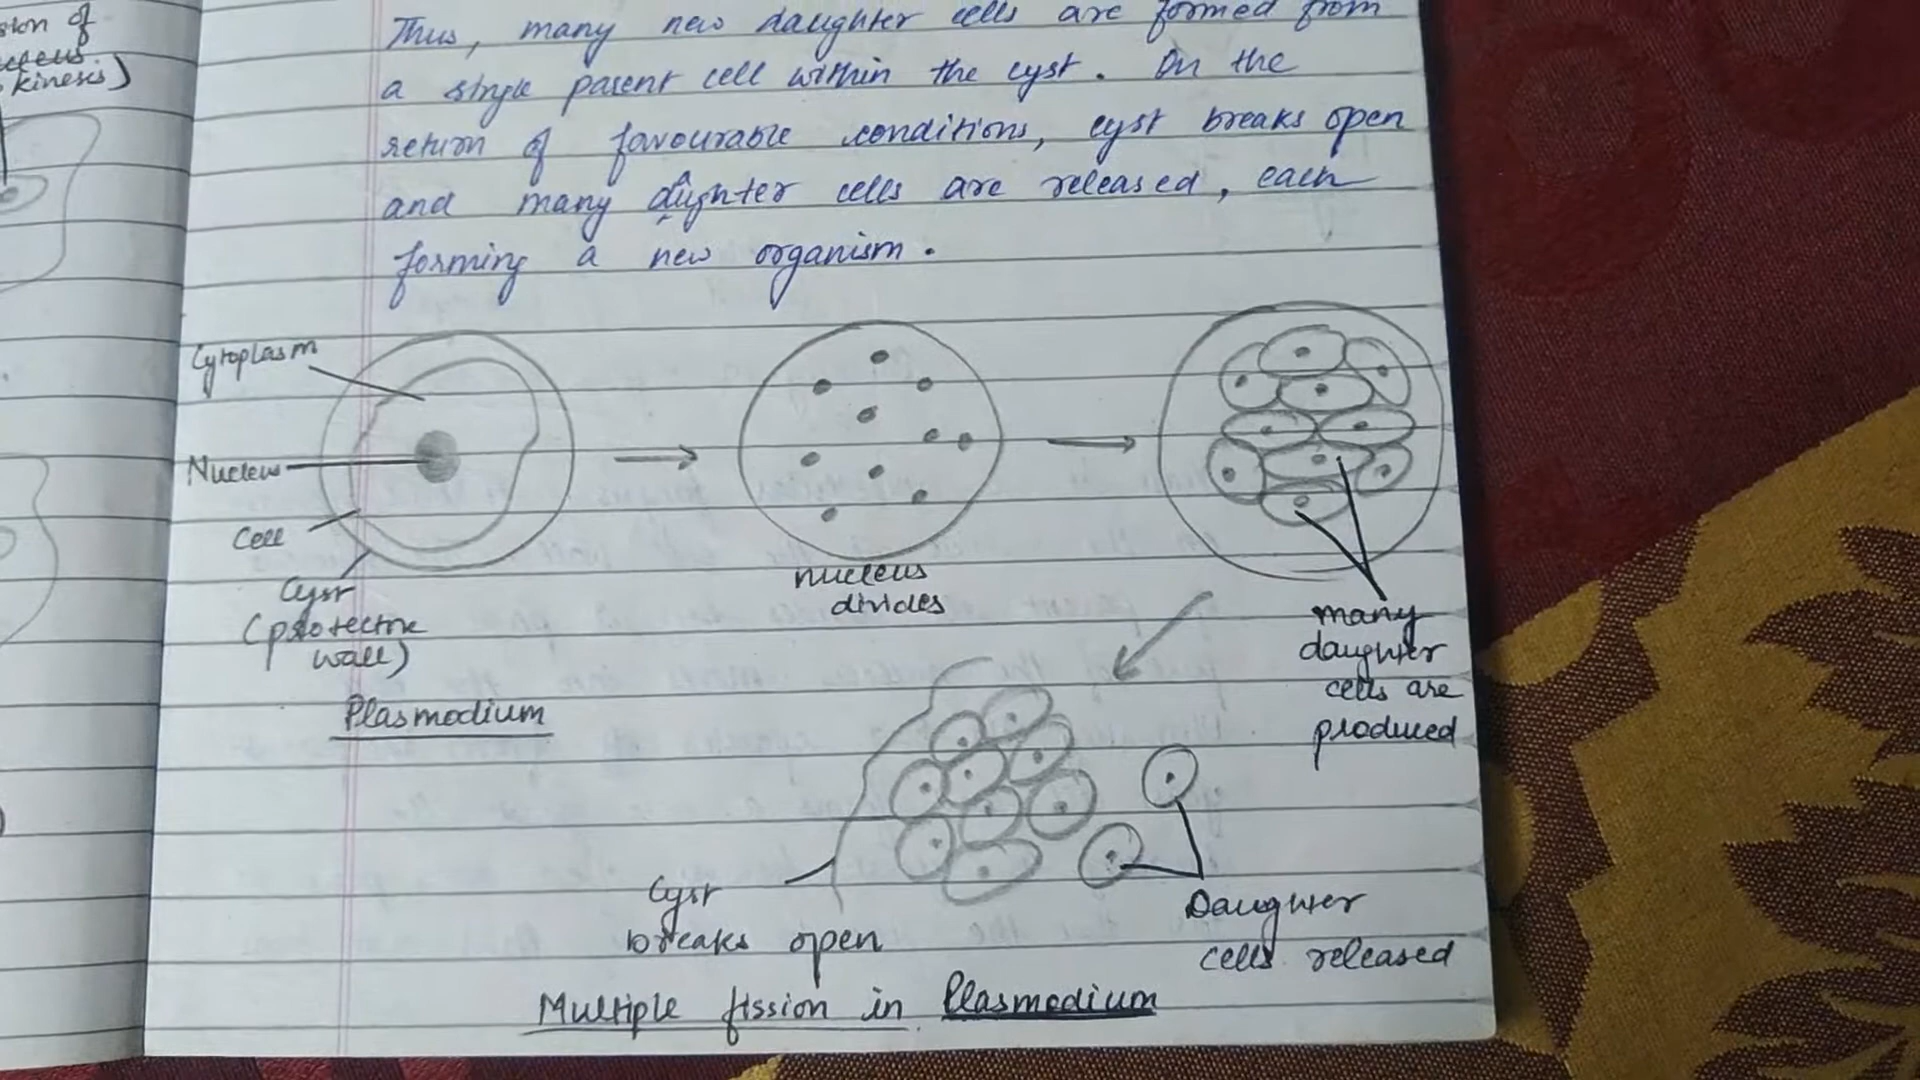 sion of
kinesis)
Thus, many new daughter cells are formed from
a single parent cell within the cyst. On the
return of favourable conditions, cyst breaks open
and many daughter cells are released, each
forming a new organism.
Cytoplasm
Nucleus
Cell
Cyst
(protective
wall)
Plasmodium
nucleus
divides
many
daughter
cells are
produced
Cyst
breaks open
Daughter
cells released
Multiple fission in Plasmodium